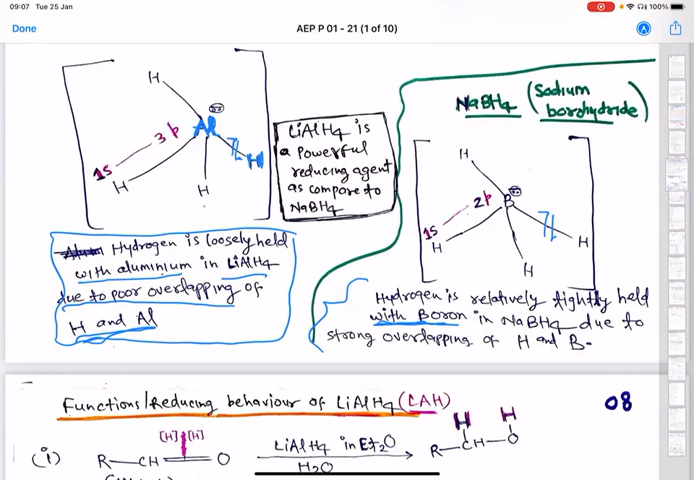 09:07 Tue 25 Jan
100%
Done
AEP P 01 - 21 (1 of 10)
H
Al
1s
3p
H
H
H
LiAlH4 is
a powerful
reducing agent
as compare to
NaBH4
Hydrogen is loosely held
with aluminium in LiAlH4
due to poor overlapping of
H and Al
NaBH4 (Sodium
borohydride)
H
B
1s
2p
H
H
H
Hydrogen is relatively tightly held
with Boron in NaBH4 due to
strong overlapping of H and B.
Functions/Reducing behaviour of LiAlH4 (LAH)
08
[H] [H]
H H
(i) R—CH=O LiAlH4 in Et2O R—CH—O
H2O